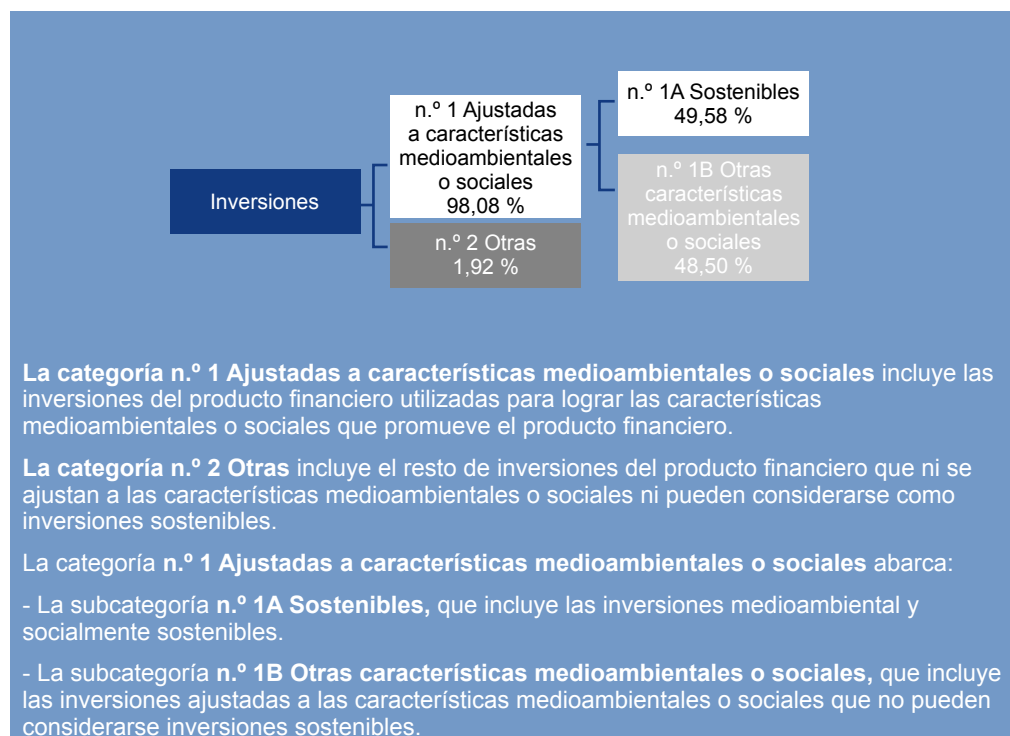 n.º 1A Sostenibles
49,58 %
n.º 1 Ajustadas
a características
medioambientales
o sociales
98,08 %
n.º 1B Otras
características
medioambientales
o sociales
48,50 %
Inversiones
n.º 2 Otras
1,92 %
La categoría n.º 1 Ajustadas a características medioambientales o sociales incluye las
inversiones del producto financiero utilizadas para lograr las características
medioambientales o sociales que promueve el producto financiero.
La categoría n.º 2 Otras incluye el resto de inversiones del producto financiero que ni se
ajustan a las características medioambientales o sociales ni pueden considerarse como
inversiones sostenibles.
La categoría n.º 1 Ajustadas a características medioambientales o sociales abarca:
- La subcategoría n.º 1A Sostenibles, que incluye las inversiones medioambiental y
socialmente sostenibles.
- La subcategoría n.º 1B Otras características medioambientales o sociales, que incluye
las inversiones ajustadas a las características medioambientales o sociales que no pueden
considerarse inversiones sostenibles.